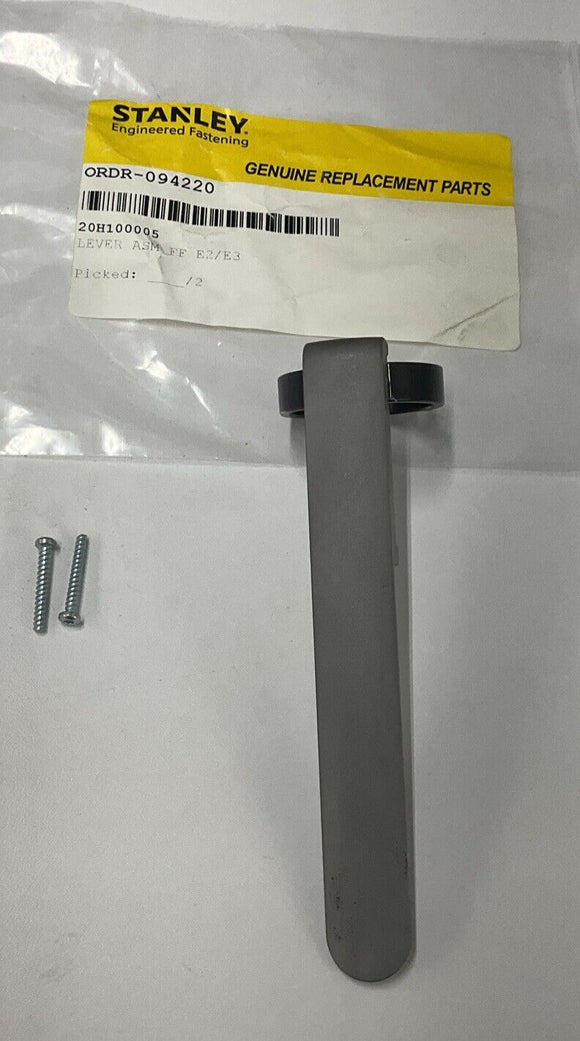 STANLEY.
Engineered Fastening
GENUINE REPLACEMENT PARTS
ORDR-094220
20H100005
LEVER ASM FF E2/E3
Picked: ____/2